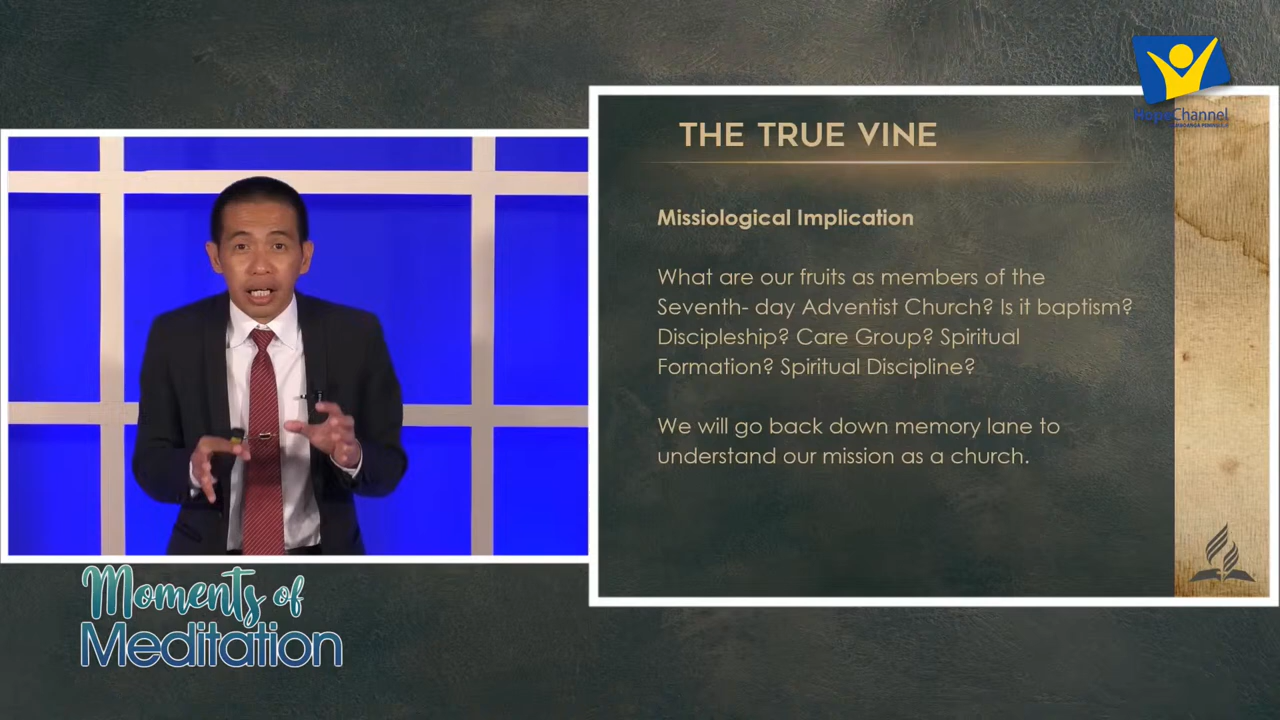 HopeChannel
THE TRUE VINE
Missiological Implication
What are our fruits as members of the
Seventh- day Adventist Church? Is it baptism?
Discipleship? Care Group? Spiritual
Formation? Spiritual Discipline?
We will go back down memory lane to
understand our mission as a church.
Moments of
Meditation